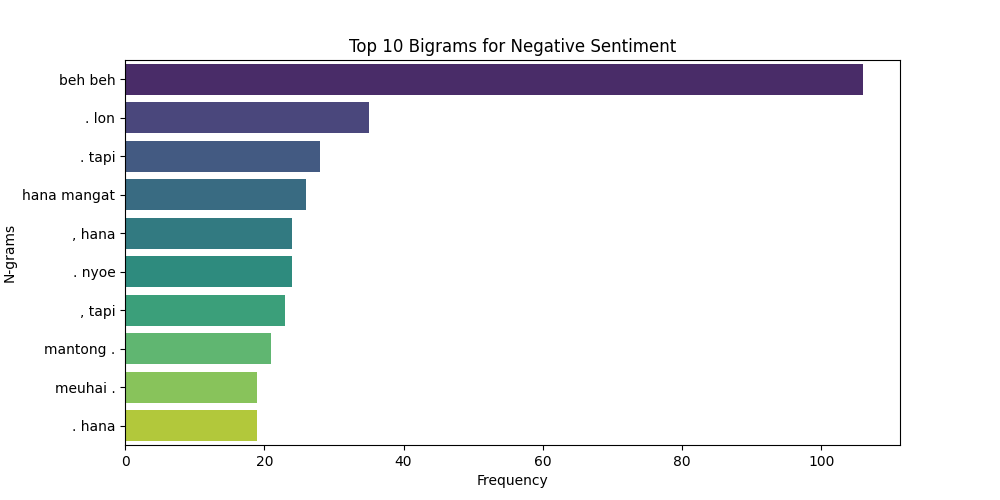 Top 10 Bigrams for Negative Sentiment
N-grams
beh beh
. lon
. tapi
hana mangat
, hana
. nyoe
, tapi
mantong .
meuhai .
. hana
0 20 40 60 80 100
Frequency